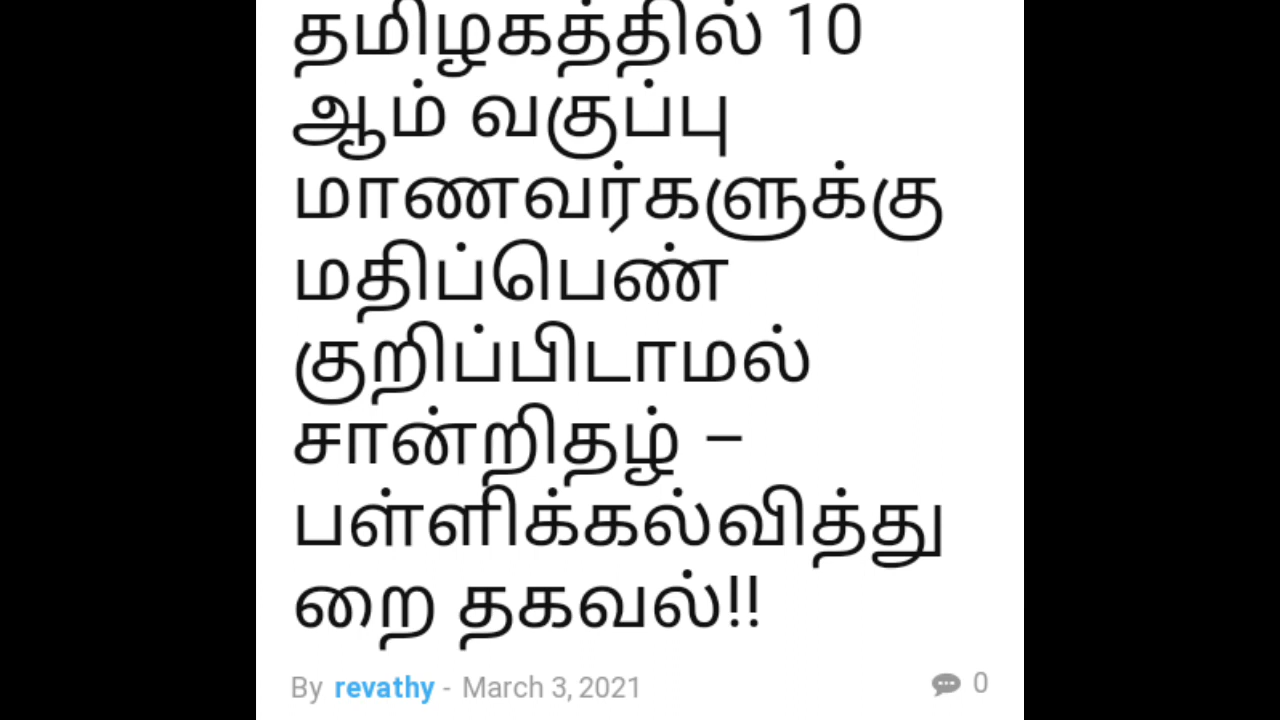 தமிழகத்தில் 10
ஆம் வகுப்பு
மாணவர்களுக்கு
மதிப்பெண்
குறிப்பிடாமல்
சான்றிதழ் –
பள்ளிக்கல்வித்து
றை தகவல்!!
By revathy - March 3, 2021 0